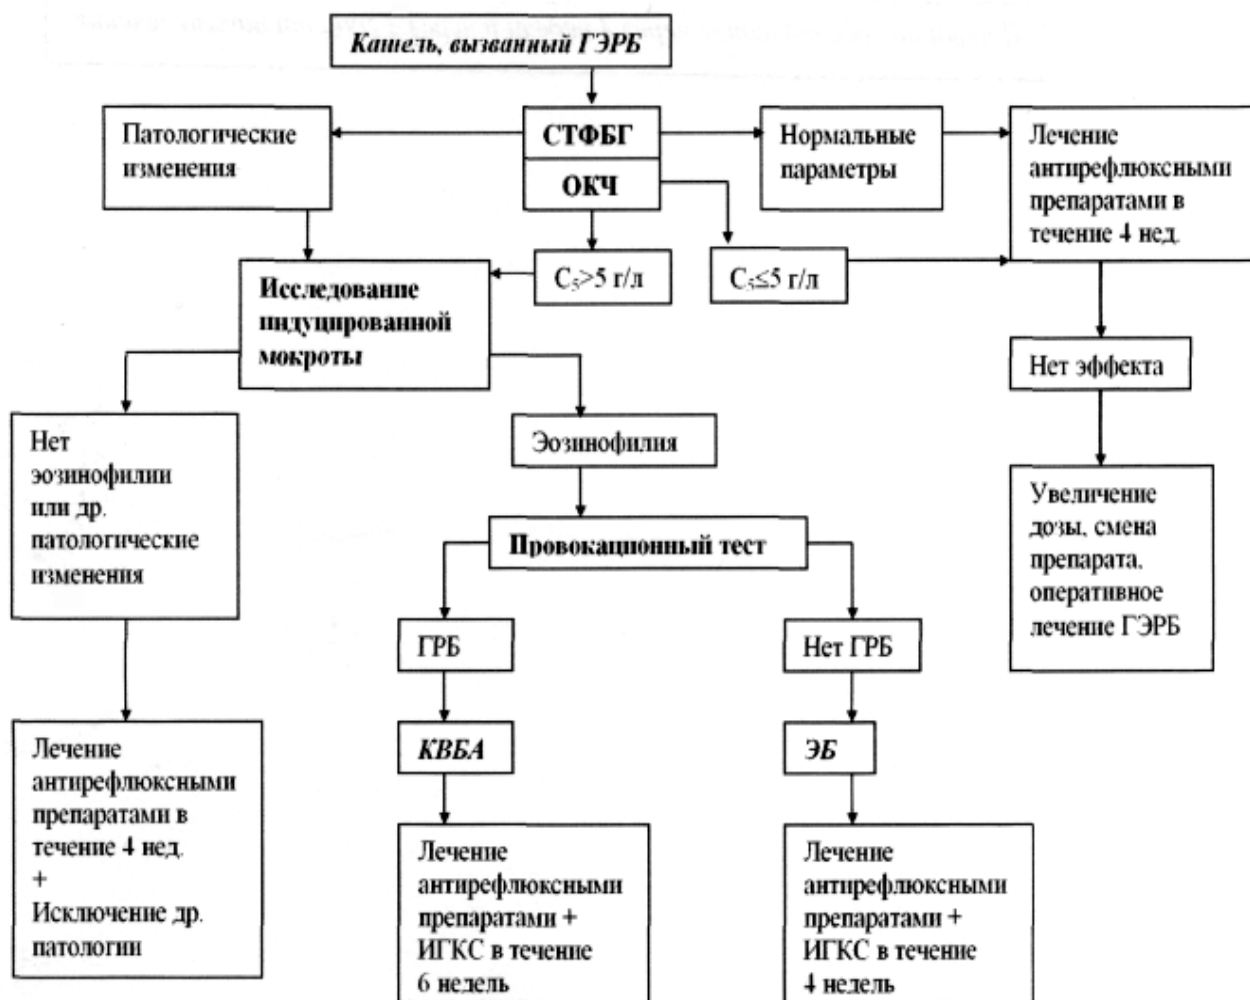 Кашель, вызванный ГЭРБ
Патологические
изменения
СТФБГ
ОКЧ
Нормальные
параметры
Лечение
антирефлюксными
препаратами в
течение 4 нед.
С₅>5 г/л
С₅≤5 г/л
Исследование
индуцированной
мокроты
Нет эффекта
Нет
эозинофилии
или др.
патологические
изменения
Эозинофилия
Увеличение
дозы, смена
препарата,
оперативное
лечение ГЭРБ
Провокационный тест
ГРБ
Нет ГРБ
КВБА
ЭБ
Лечение
антирефлюксными
препаратами в
течение 4 нед.
+
Исключение др.
патологии
Лечение
антирефлюксными
препаратами +
ИГКС в течение
6 недель
Лечение
антирефлюксными
препаратами +
ИГКС в течение
4 недель